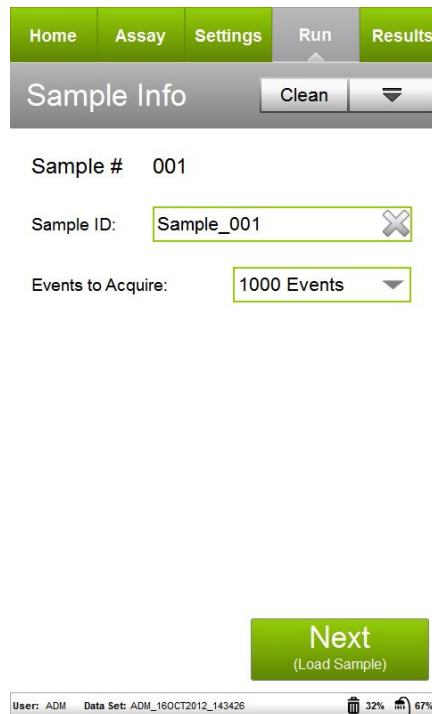 Home Assay Settings Run Results
Sample Info Clean
Sample # 001
Sample ID: Sample_001
Events to Acquire: 1000 Events
Next
(Load Sample)
User: ADM Data Set: ADM_16OCT2012_143426 32% 67%